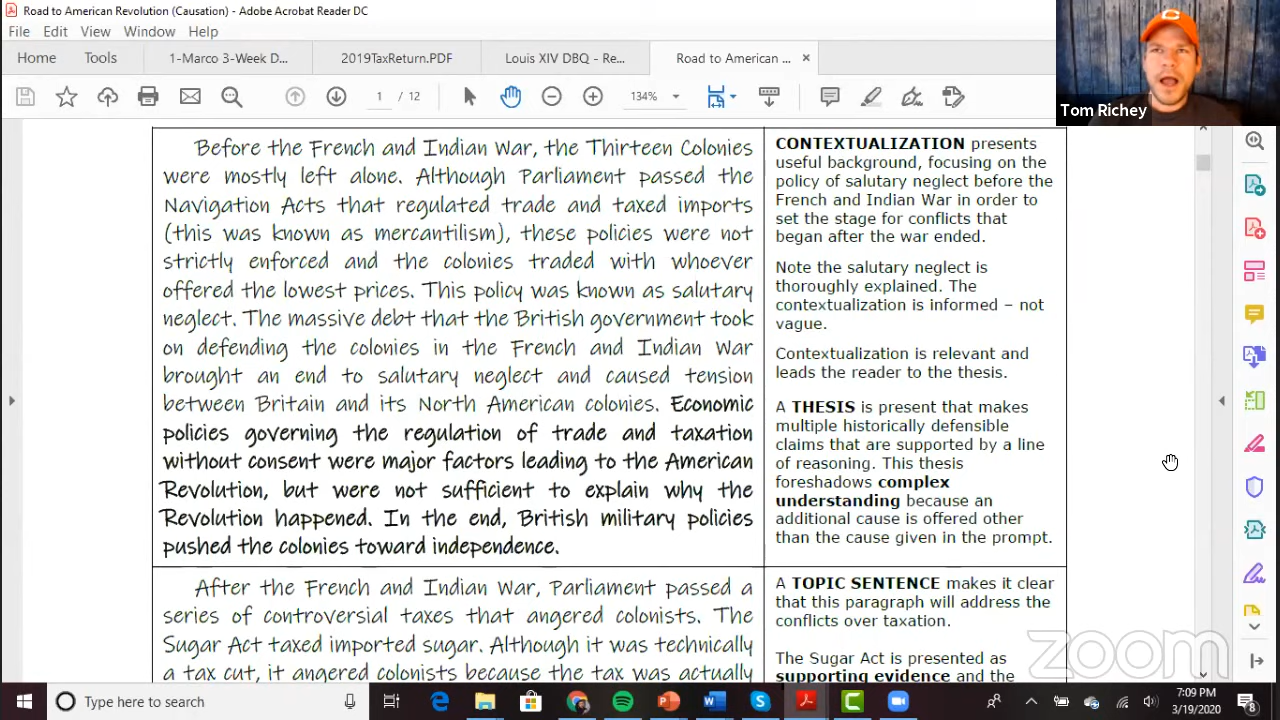 Road to American Revolution (Causation) - Adobe Acrobat Reader DC
File Edit View Window Help
Home Tools 1-Marco 3-Week D... 2019TaxReturn.PDF Louis XIV DBQ - Re... Road to American ... ×
1 / 12 134%
Tom Richey
Before the French and Indian War, the Thirteen Colonies
were mostly left alone. Although Parliament passed the
Navigation Acts that regulated trade and taxed imports
(this was known as mercantilism), these policies were not
strictly enforced and the colonies traded with whoever
offered the lowest prices. This policy was known as salutary
neglect. The massive debt that the British government took
on defending the colonies in the French and Indian War
brought an end to salutary neglect and caused tension
between Britain and its North American colonies. Economic
policies governing the regulation of trade and taxation
without consent were major factors leading to the American
Revolution, but were not sufficient to explain why the
Revolution happened. In the end, British military policies
pushed the colonies toward independence.
CONTEXTUALIZATION presents
useful background, focusing on the
policy of salutary neglect before the
French and Indian War in order to
set the stage for conflicts that
began after the war ended.
Note the salutary neglect is
thoroughly explained. The
contextualization is informed – not
vague.
Contextualization is relevant and
leads the reader to the thesis.
A THESIS is present that makes
multiple historically defensible
claims that are supported by a line
of reasoning. This thesis
foreshadows complex
understanding because an
additional cause is offered other
than the cause given in the prompt.
After the French and Indian War, Parliament passed a
series of controversial taxes that angered colonists. The
Sugar Act taxed imported sugar. Although it was technically
a tax cut, it angered colonists because the tax was actually
A TOPIC SENTENCE makes it clear
that this paragraph will address the
conflicts over taxation.
The Sugar Act is presented as
supporting evidence and the
zoom
Type here to search
7:09 PM
3/19/2020
8